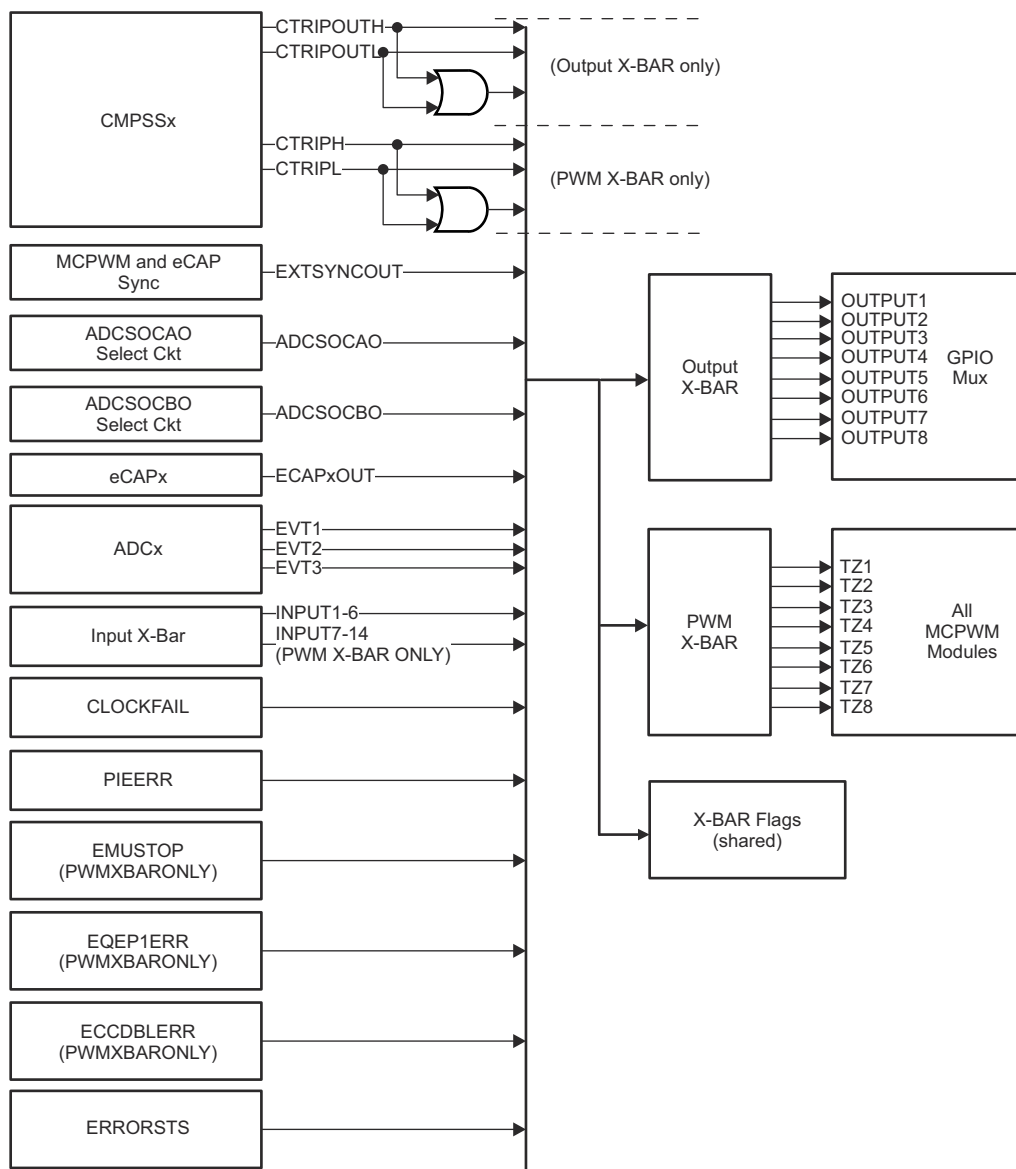 CMPSSx
CTRIPOUTH
CTRIPOUTL
(Output X-BAR only)
CTRIPH
CTRIPL
(PWM X-BAR only)
MCPWM and eCAP
Sync
EXTSYNCOUT
ADCSOCAO
Select Ckt
ADCSOCAO
ADCSOCBO
Select Ckt
ADCSOCBO
eCAPx
ECAPxOUT
ADCx
EVT1
EVT2
EVT3
Input X-Bar
INPUT1-6
INPUT7-14
(PWM X-BAR ONLY)
CLOCKFAIL
PIEERR
EMUSTOP
(PWMXBARONLY)
EQEP1ERR
(PWMXBARONLY)
ECCDBLERR
(PWMXBARONLY)
ERRORSTS
Output
X-BAR
OUTPUT1
OUTPUT2
OUTPUT3
OUTPUT4
OUTPUT5
OUTPUT6
OUTPUT7
OUTPUT8
GPIO
Mux
PWM
X-BAR
TZ1
TZ2
TZ3
TZ4
TZ5
TZ6
TZ7
TZ8
All
MCPWM
Modules
X-BAR Flags
(shared)